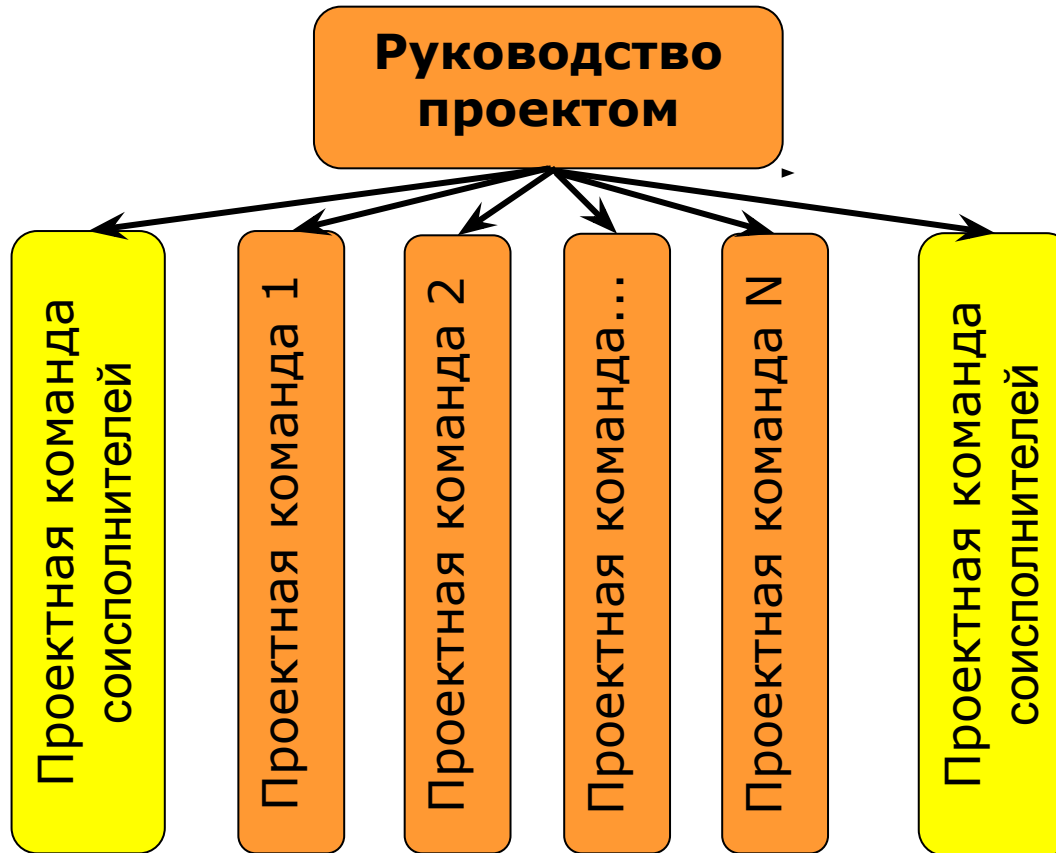 Руководство
проектом
Проектная команда
соисполнителей
Проектная команда 1
Проектная команда 2
Проектная команда...
Проектная команда N
Проектная команда
соисполнителей